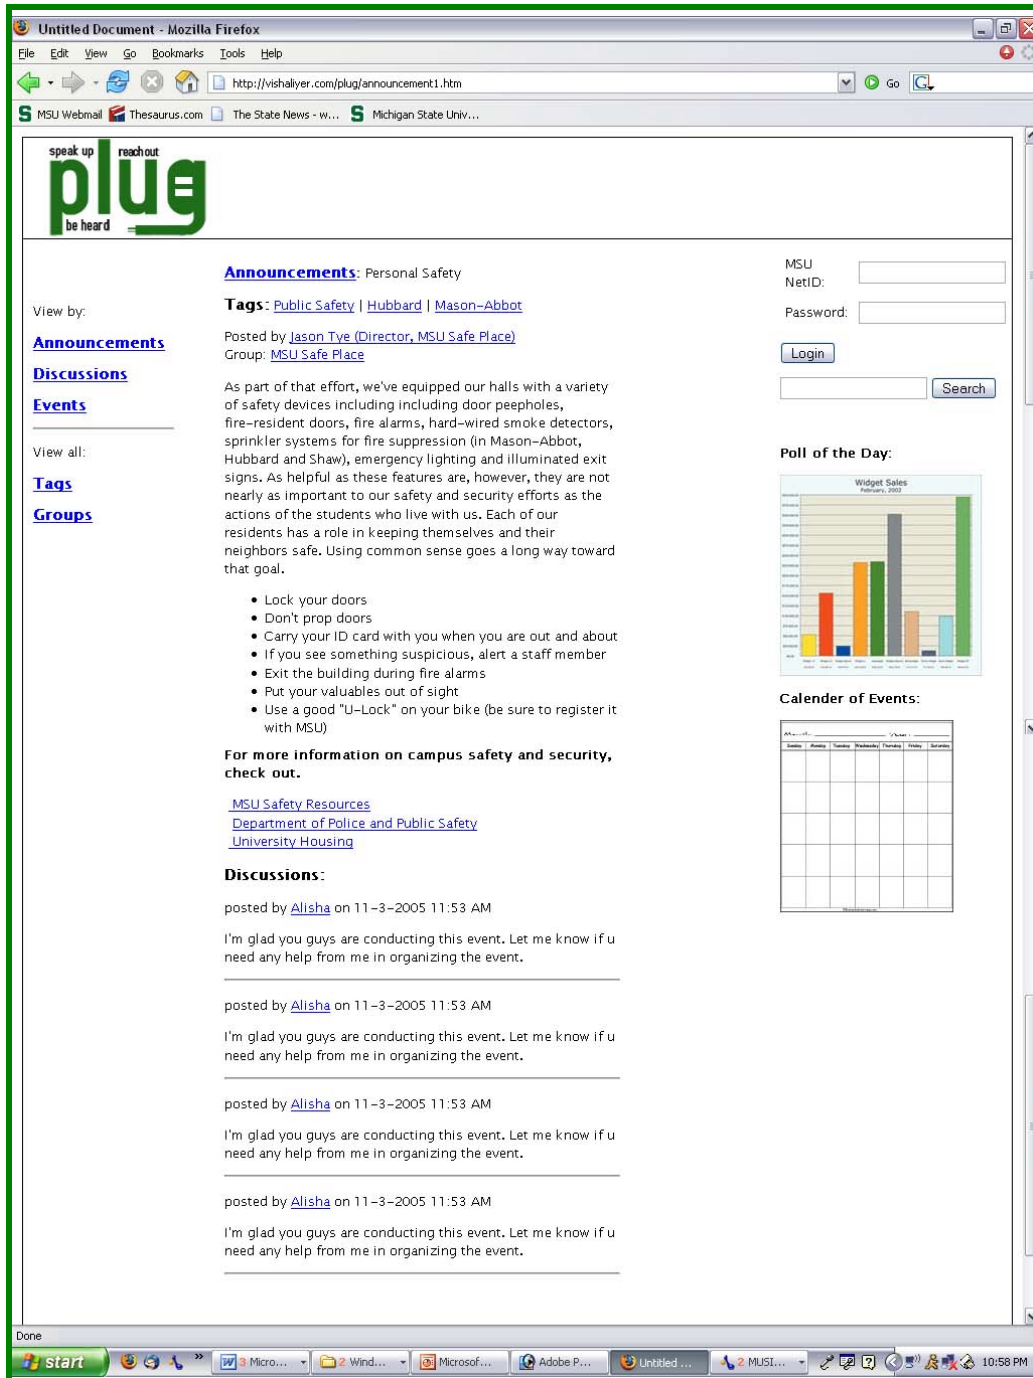 Untitled Document - Mozilla Firefox
File Edit View Go Bookmarks Tools Help
http://vishaliyer.com/plug/announcement1.htm
Go
MSU Webmail Thesaurus.com The State News - w... Michigan State Univ...
speak up reach out
plug
be heard
View by:
Announcements
Discussions
Events
View all:
Tags
Groups
Announcements: Personal Safety
Tags: Public Safety | Hubbard | Mason-Abbot
Posted by Jason Tye (Director, MSU Safe Place)
Group: MSU Safe Place
As part of that effort, we've equipped our halls with a variety
of safety devices including including door peepholes,
fire-resident doors, fire alarms, hard-wired smoke detectors,
sprinkler systems for fire suppression (in Mason-Abbot,
Hubbard and Shaw), emergency lighting and illuminated exit
signs. As helpful as these features are, however, they are not
nearly as important to our safety and security efforts as the
actions of the students who live with us. Each of our
residents has a role in keeping themselves and their
neighbors safe. Using common sense goes a long way toward
that goal.
• Lock your doors
• Don't prop doors
• Carry your ID card with you when you are out and about
• If you see something suspicious, alert a staff member
• Exit the building during fire alarms
• Put your valuables out of sight
• Use a good "U-Lock" on your bike (be sure to register it
with MSU)
For more information on campus safety and security,
check out.
MSU Safety Resources
Department of Police and Public Safety
University Housing
Discussions:
posted by Alisha on 11-3-2005 11:53 AM
I'm glad you guys are conducting this event. Let me know if u
need any help from me in organizing the event.
posted by Alisha on 11-3-2005 11:53 AM
I'm glad you guys are conducting this event. Let me know if u
need any help from me in organizing the event.
posted by Alisha on 11-3-2005 11:53 AM
I'm glad you guys are conducting this event. Let me know if u
need any help from me in organizing the event.
posted by Alisha on 11-3-2005 11:53 AM
I'm glad you guys are conducting this event. Let me know if u
need any help from me in organizing the event.
MSU
NetID:
Password:
Login
Search
Poll of the Day:
Widget Sales
February, 2002
Calender of Events:
Month Year
Sunday Monday Tuesday Wednesday Thursday Friday Saturday
Done
start 3 Micro... 2 Wind... Microsof... Adobe P... Untitled ... 2 MUSI... 10:58 PM